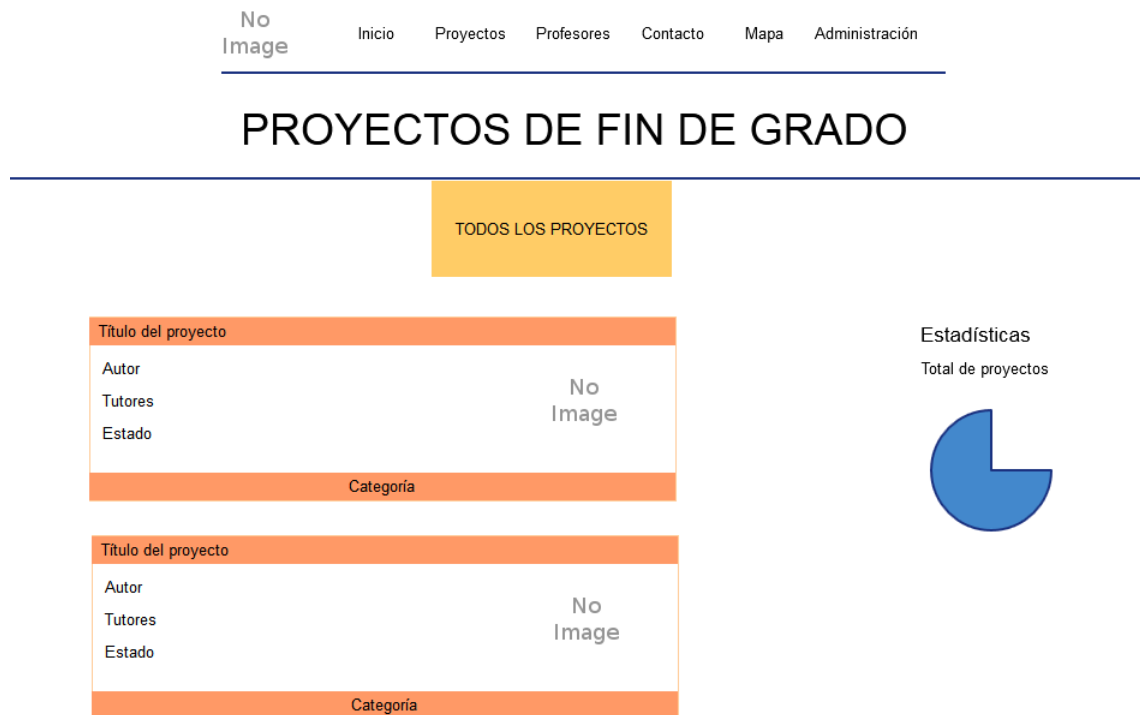 No
Image
Inicio Proyectos Profesores Contacto Mapa Administración
PROYECTOS DE FIN DE GRADO
TODOS LOS PROYECTOS
Título del proyecto
Autor
Tutores
Estado
No
Image
Categoría
Título del proyecto
Autor
Tutores
Estado
No
Image
Categoría
Estadísticas
Total de proyectos